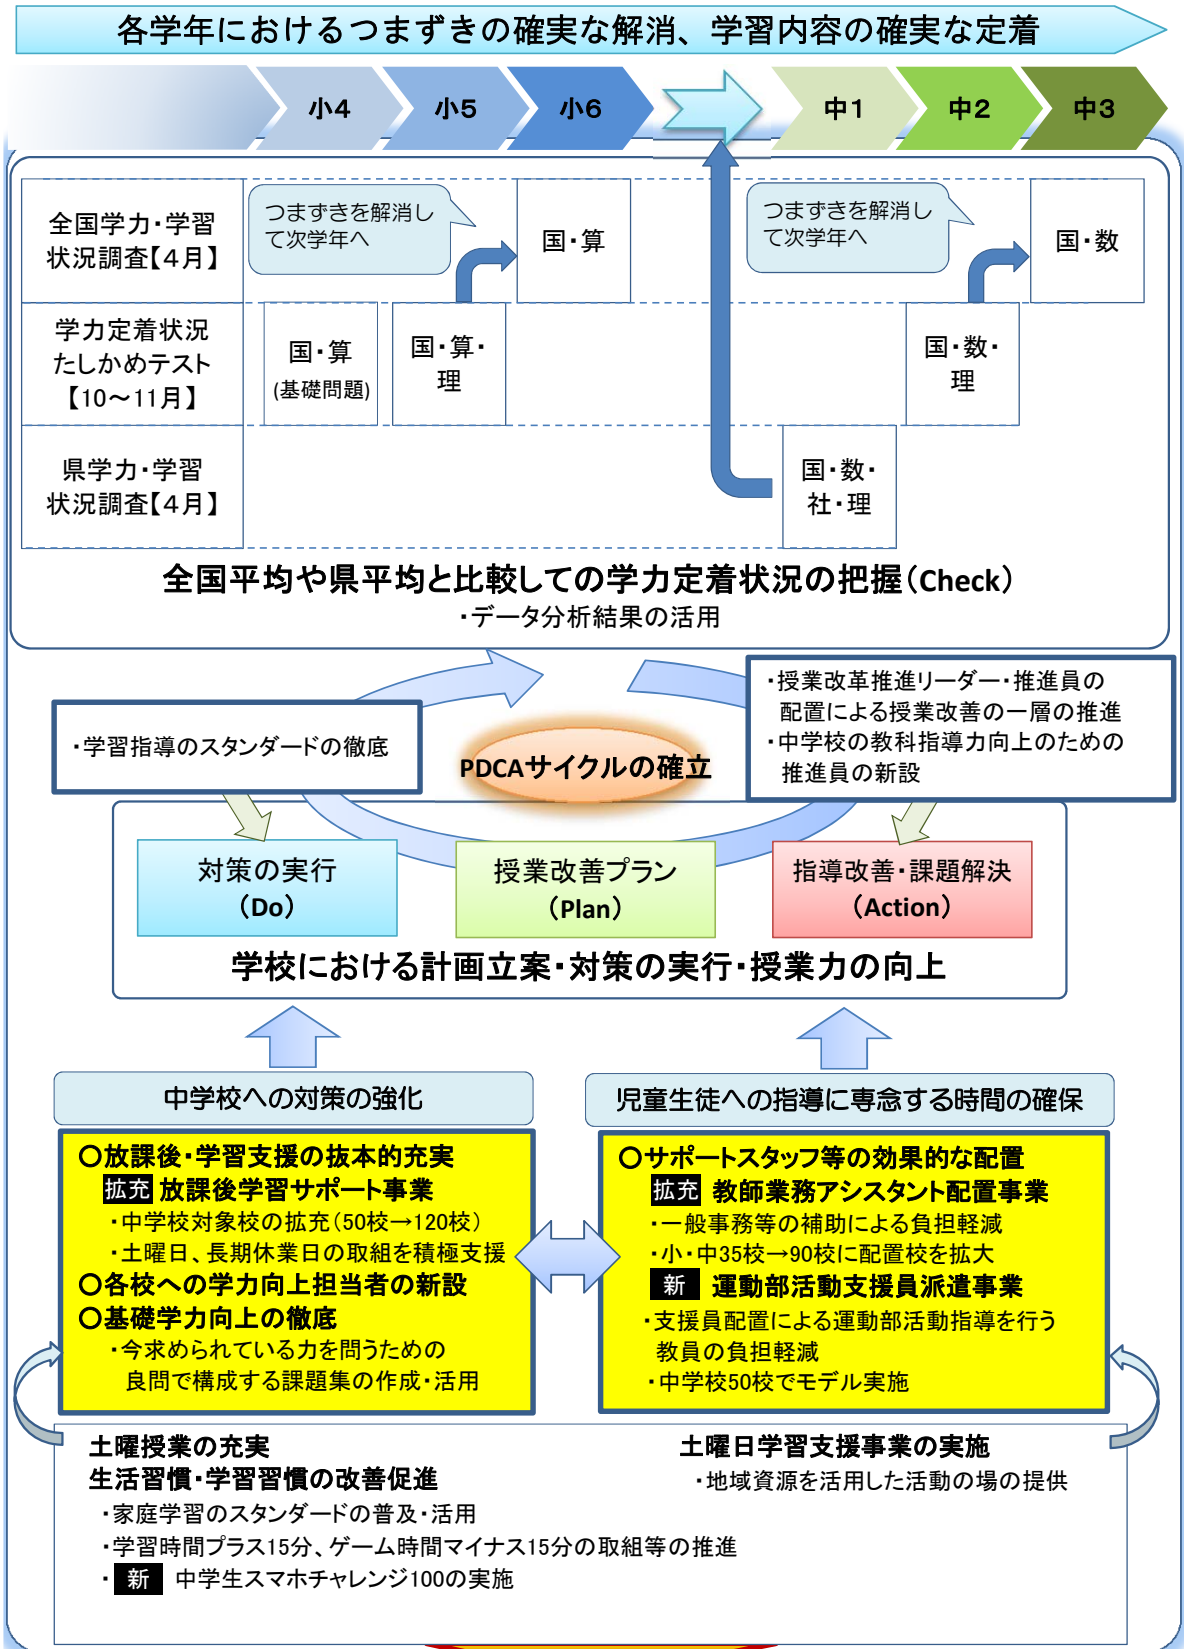 各学年におけるつまずきの確実な解消、学習内容の確実な定着
小4
小5
小6
中1
中2
中3
全国学力・学習
状況調査【4月】
つまずきを解消し
て次学年へ
国・算
つまずきを解消し
て次学年へ
国・数
学力定着状況
たしかめテスト
【10～11月】
国・算
(基礎問題)
国・算・
理
国・数・
理
県学力・学習
状況調査【4月】
国・数・
社・理
全国平均や県平均と比較しての学力定着状況の把握(Check)
・データ分析結果の活用
・学習指導のスタンダードの徹底
PDCAサイクルの確立
・授業改革推進リーダー・推進員の
配置による授業改善の一層の推進
・中学校の教科指導力向上のための
推進員の新設
対策の実行
(Do)
授業改善プラン
(Plan)
指導改善・課題解決
(Action)
学校における計画立案・対策の実行・授業力の向上
中学校への対策の強化
○放課後・学習支援の抜本的充実
拡充 放課後学習サポート事業
・中学校対象校の拡充(50校→120校)
・土曜日、長期休業日の取組を積極支援
○各校への学力向上担当者の新設
○基礎学力向上の徹底
・今求められている力を問うための
良問で構成する課題集の作成・活用
児童生徒への指導に専念する時間の確保
○サポートスタッフ等の効果的な配置
拡充 教師業務アシスタント配置事業
・一般事務等の補助による負担軽減
・小・中35校→90校に配置校を拡大
新 運動部活動支援員派遣事業
・支援員配置による運動部活動指導を行う
教員の負担軽減
・中学校50校でモデル実施
土曜授業の充実
生活習慣・学習習慣の改善促進
・家庭学習のスタンダードの普及・活用
・学習時間プラス15分、ゲーム時間マイナス15分の取組等の推進
・ 新 中学生スマホチャレンジ100の実施
土曜日学習支援事業の実施
・地域資源を活用した活動の場の提供